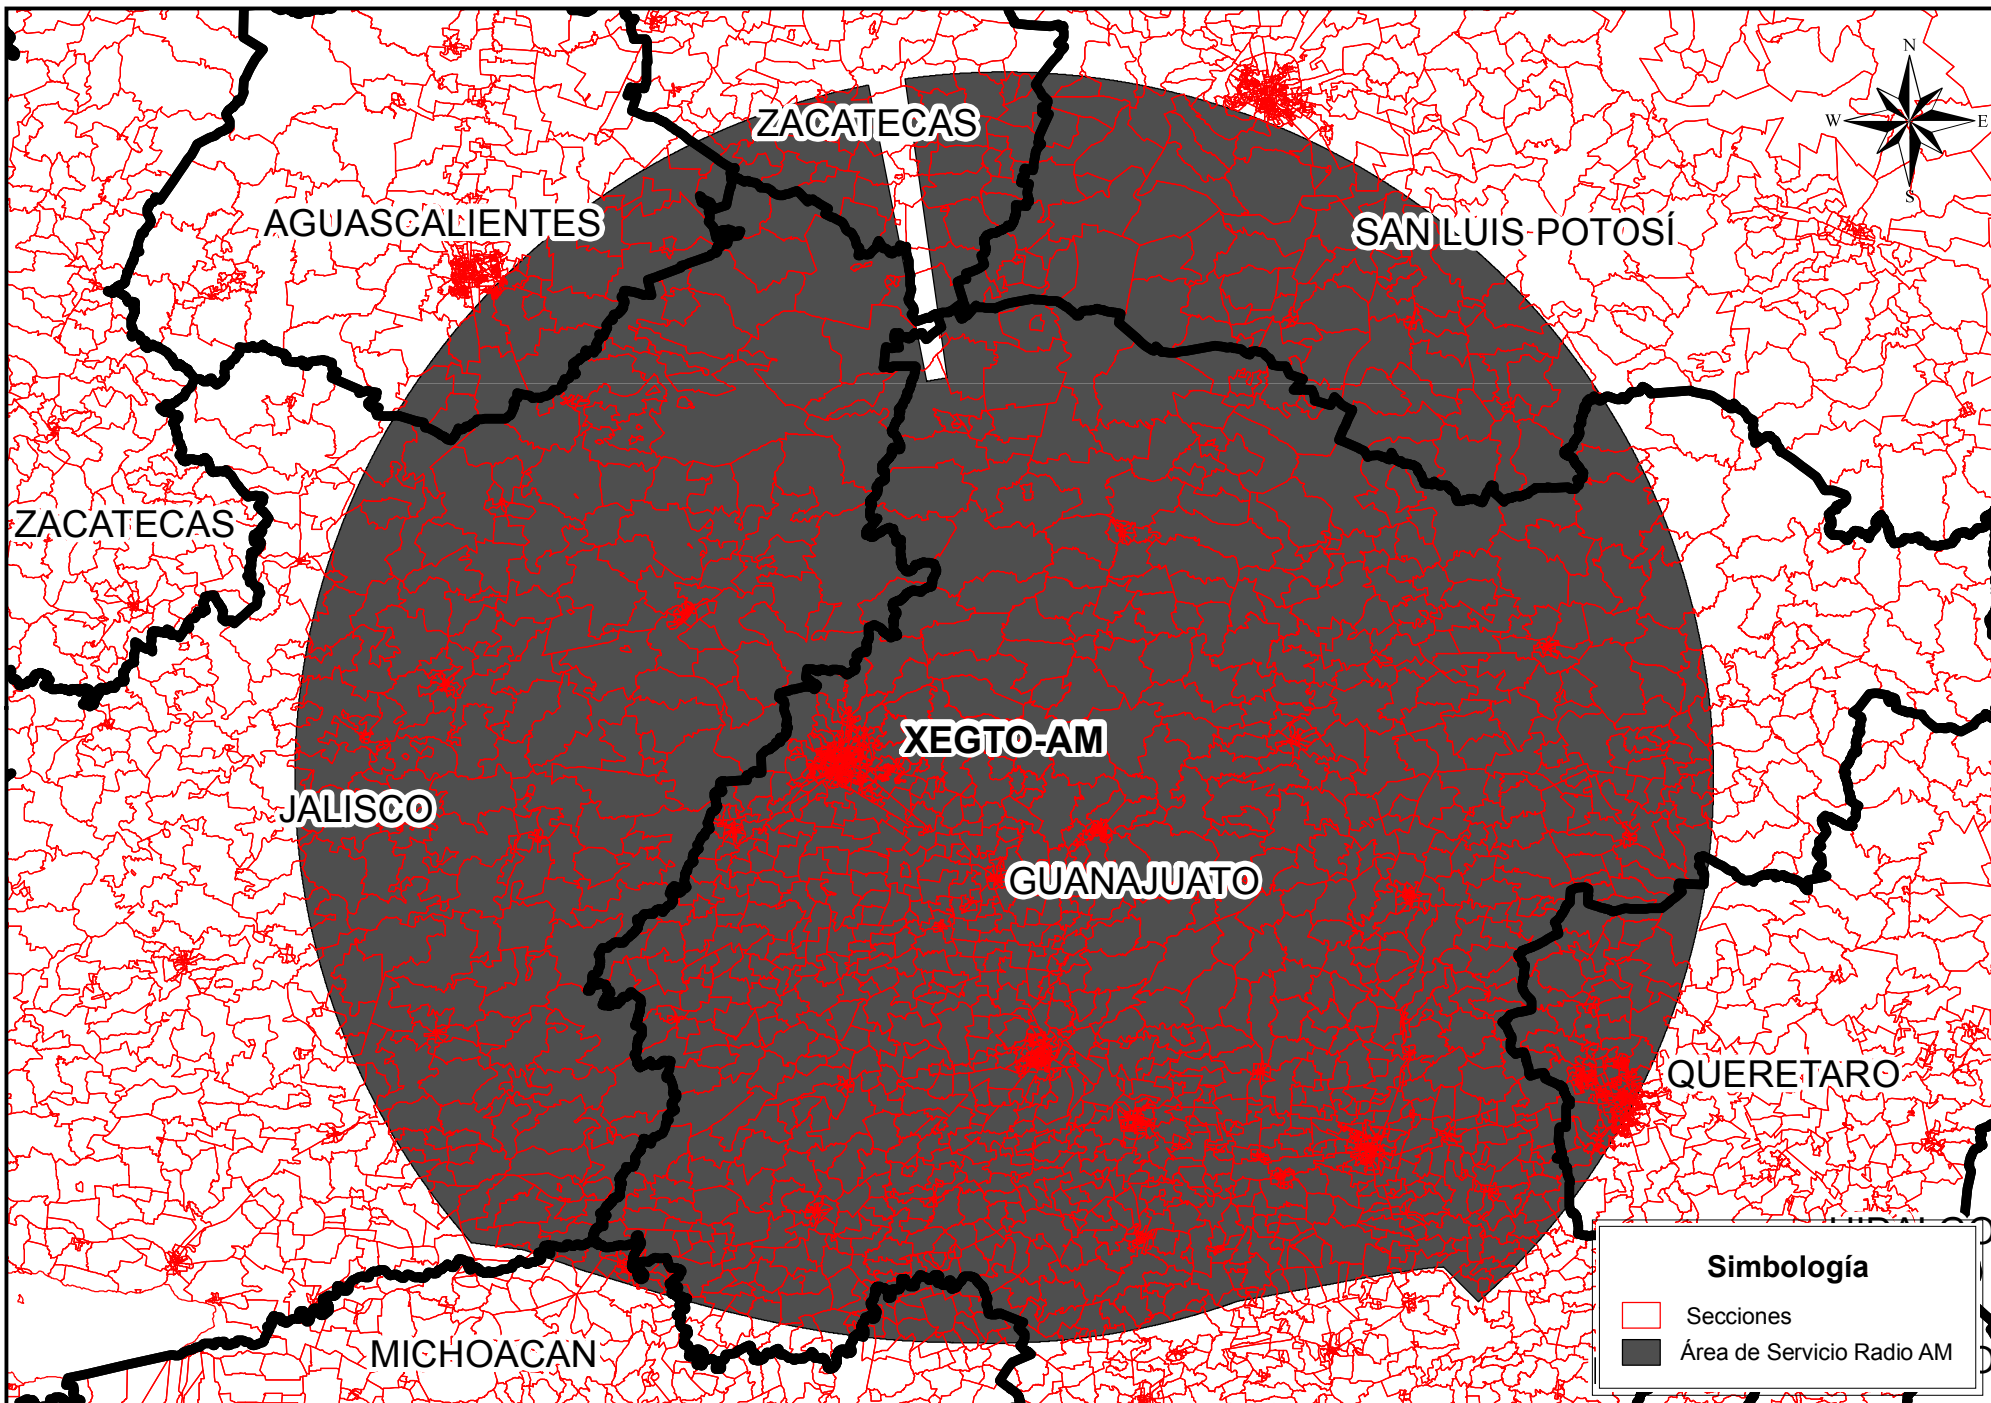 N
ZACATECAS
W
E
S
AGUASCALIENTES
SAN LUIS POTOSÍ
ZACATECAS
XEGTO-AM
JALISCO
GUANAJUATO
QUERETARO
HIDALGO
Simbología
Secciones
Área de Servicio Radio AM
MICHOACAN